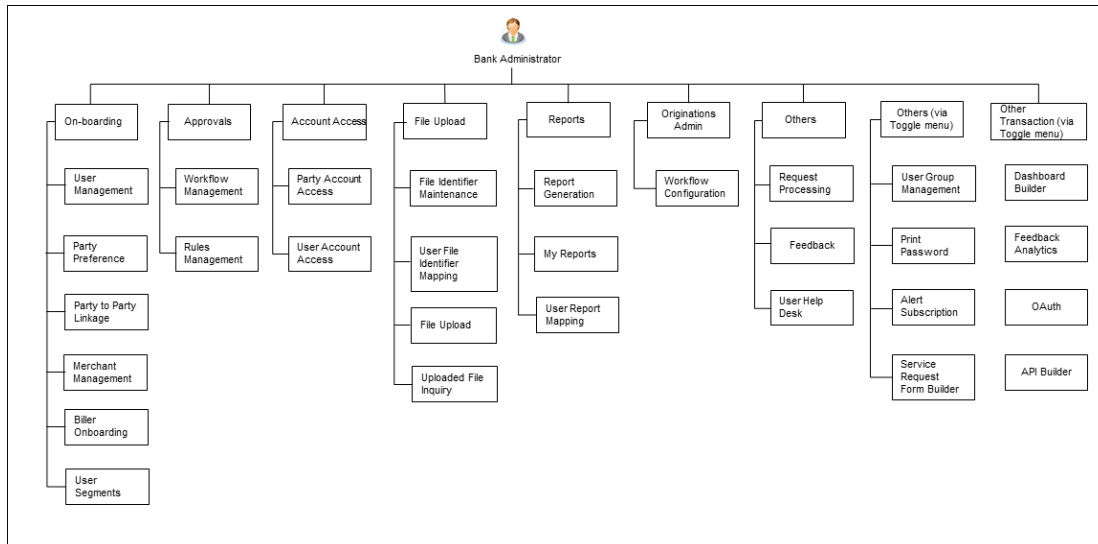 Bank Administrator
On-boarding
User
Management
Party
Preference
Party to Party
Linkage
Merchant
Management
Biller
Onboarding
User
Segments
Approvals
Workflow
Management
Rules
Management
Account Access
Party Account
Access
User Account
Access
File Upload
File Identifier
Maintenance
User File
Identifier
Mapping
File Upload
Uploaded File
Inquiry
Reports
Report
Generation
My Reports
User Report
Mapping
Originations
Admin
Workflow
Configuration
Others
Request
Processing
Feedback
User Help
Desk
Others (via
Toggle menu)
User Group
Management
Print
Password
Alert
Subscription
Service
Request
Form Builder
Other
Transaction (via
Toggle menu)
Dashboard
Builder
Feedback
Analytics
OAuth
API Builder